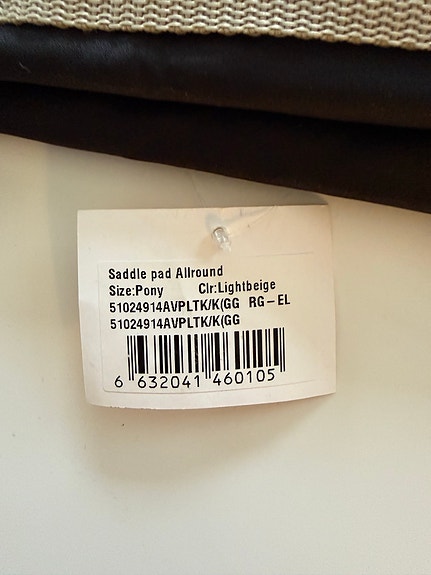 Saddle pad Allround
Size:Pony Clr:Lightbeige
51024914AVPLTK/K(GG RG-EL
51024914AVPLTK/K(GG
6 632041 460105